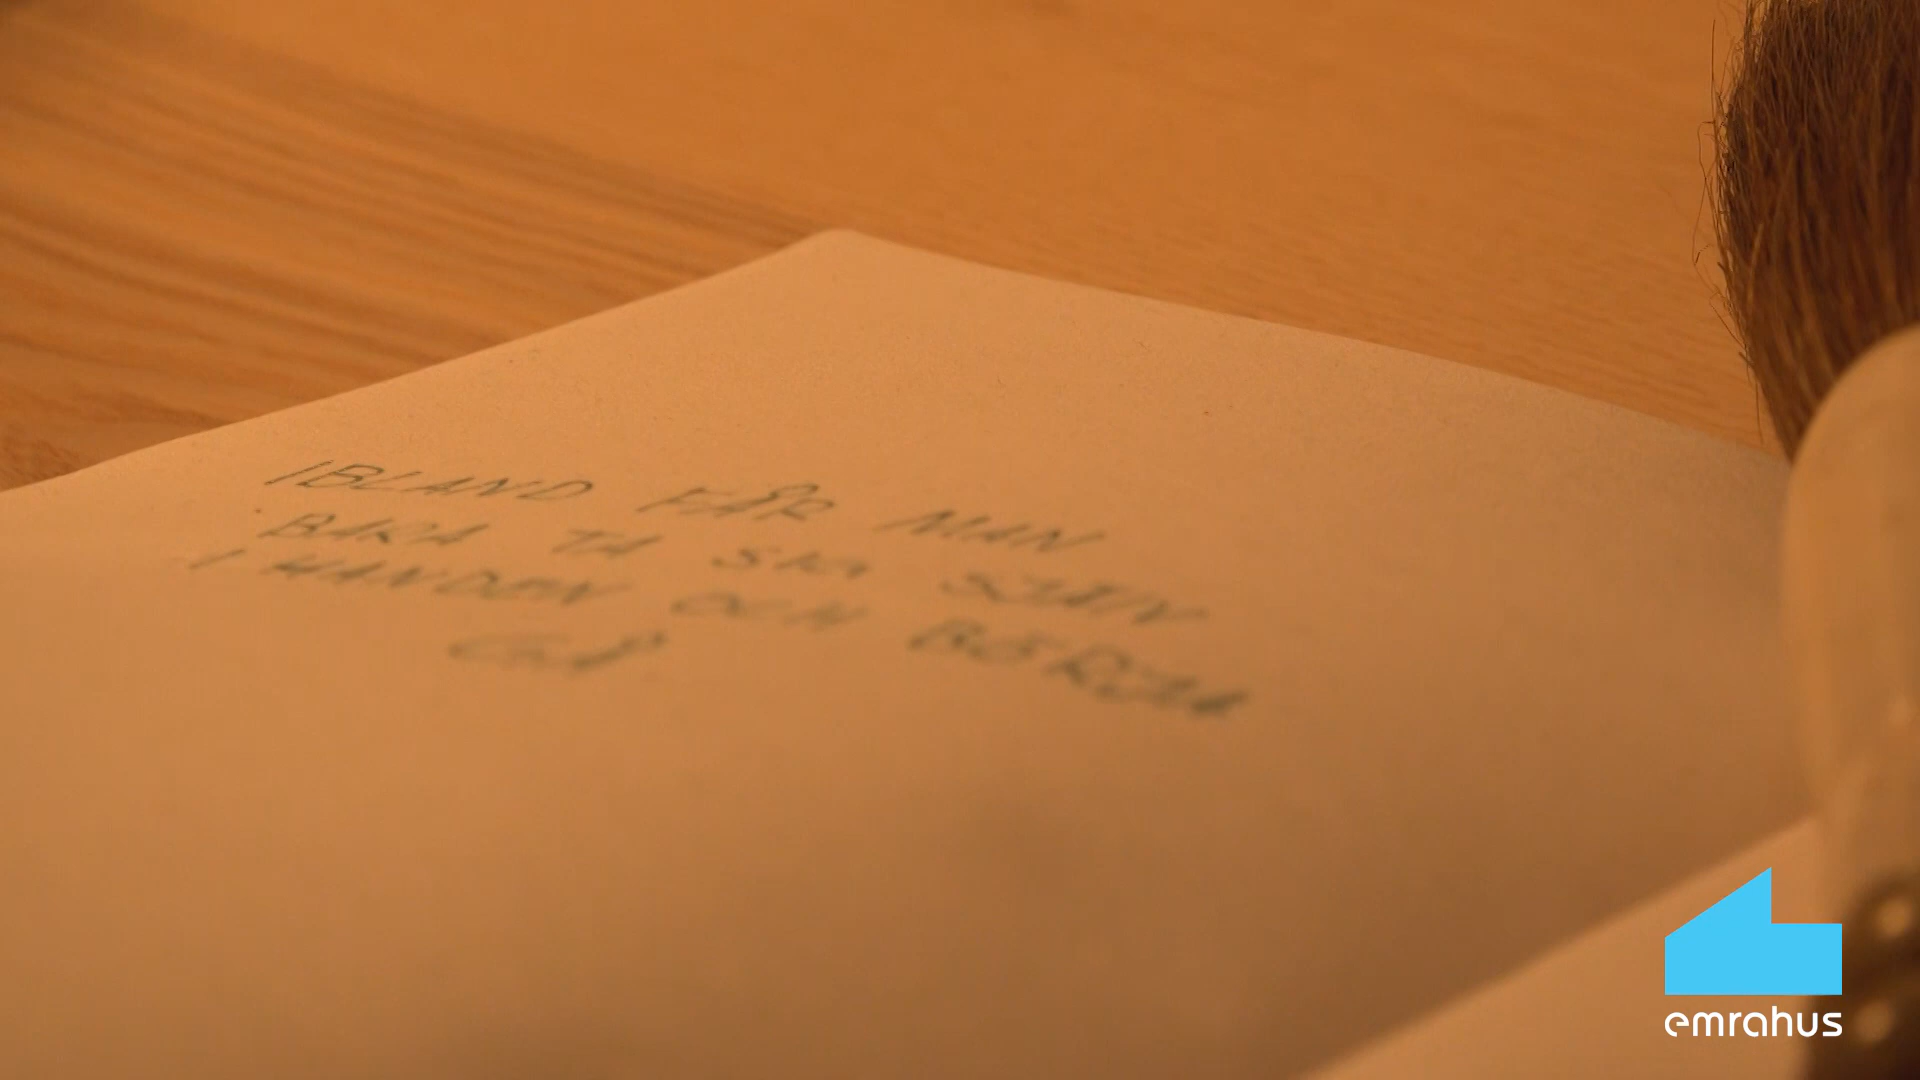 IBLAND FÅR MAN
BARA TA SIG SJÄLV
I HANDEN OCH BÖRJA
GÅ
emrahus